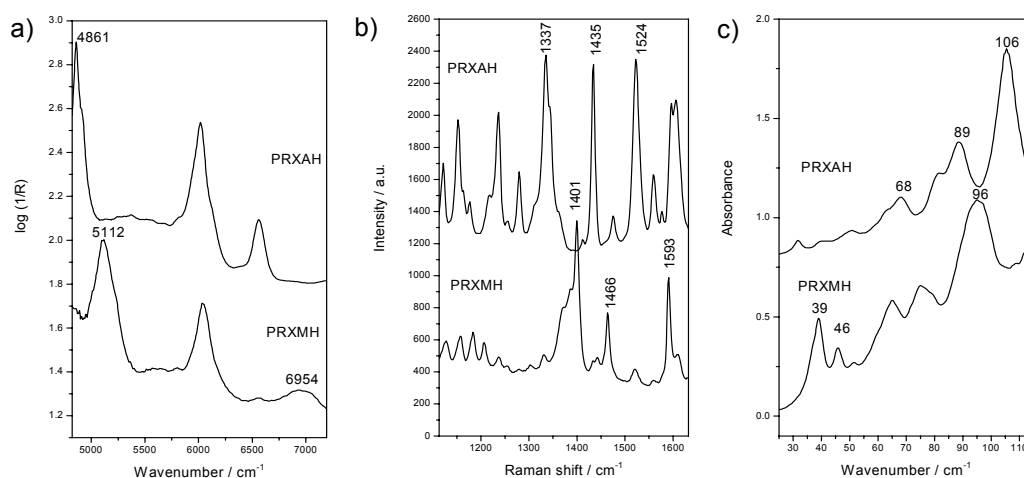 a)
3.0
2.8
2.6
2.4
2.2
2.0
1.8
1.6
1.4
1.2
log (1/R)
4861
PRXAH
5112
PRXMH
6954
5000 5500 6000 6500 7000
Wavenumber / cm-1
b)
2600
2400
2200
2000
1800
1600
1400
1200
1000
800
600
400
200
0
Intensity / a.u.
PRXAH
1337
1435
1524
PRXMH
1401
1466
1593
1200 1300 1400 1500 1600
Raman shift / cm-1
c)
2.0
1.5
1.0
0.5
0.0
Absorbance
106
PRXAH
89
68
96
PRXMH
39
46
30 40 50 60 70 80 90 100
Wavenumber / cm-1